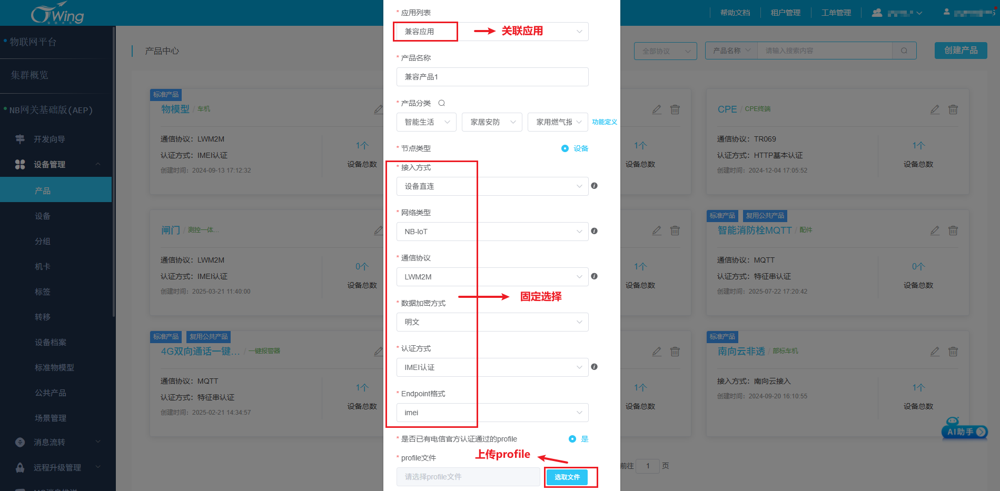 Wing
帮助文档
租户管理
工单管理
物联网平台
集群概览
NB网关基础版(AEP)
开发向导
设备管理
产品
设备
分组
机卡
标签
转移
设备档案
标准物模型
公共产品
场景管理
消息流转
远程升级管理
产品中心
全部协议
产品名称
请输入搜索内容
创建产品
标准产品
物模型 / 车机
通信协议：LWM2M
认证方式：IMEI认证
创建时间：2024-09-13 17:12:32
1个
设备总数
闸门 / 测控一体...
通信协议：LWM2M
认证方式：IMEI认证
创建时间：2025-03-21 11:40:00
0个
设备总数
标准产品 复用公共产品
4G双向通话一键... / 一键报警器
通信协议：MQTT
认证方式：特征串认证
创建时间：2025-02-21 14:34:57
1个
设备总数
* 应用列表
兼容应用
关联应用
* 产品名称
兼容产品1
* 产品分类
智能生活
家居安防
家用燃气报
功能定义
* 节点类型
设备
* 接入方式
设备直连
* 网络类型
NB-IoT
* 通信协议
LWM2M
固定选择
* 数据加密方式
明文
* 认证方式
IMEI认证
* Endpoint格式
imei
* 是否已有电信官方认证通过的profile
是
上传profile
* profile文件
请选择profile文件
选取文件
1个
设备总数
1个
设备总数
1个
设备总数
CPE / CPE终端
通信协议：TR069
认证方式：HTTP基本认证
创建时间：2024-12-04 17:05:52
1个
设备总数
标准产品 复用公共产品
智能消防栓MQTT / 配件
通信协议：MQTT
认证方式：特征串认证
创建时间：2025-07-22 17:20:42
0个
设备总数
标准产品
南向云非透 / 部标车机
接入方式：南向云接入
创建时间：2024-09-20 16:10:55
1个
设备总数
AI助手
前往 1 页